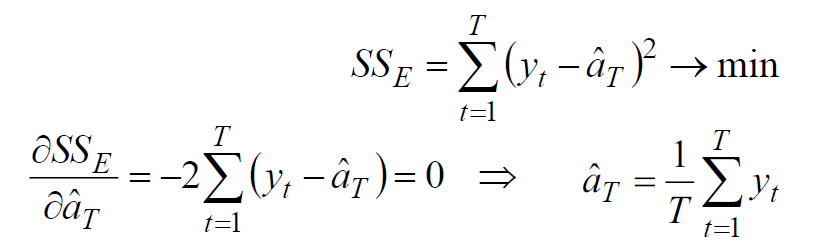 SS_E = \sum_{t=1}^{T} (y_t - \hat{a}_T)^2 \to \min
\frac{\partial SS_E}{\partial \hat{a}_T} = -2 \sum_{t=1}^{T} (y_t - \hat{a}_T) = 0 \Rightarrow \hat{a}_T = \frac{1}{T} \sum_{t=1}^{T} y_t